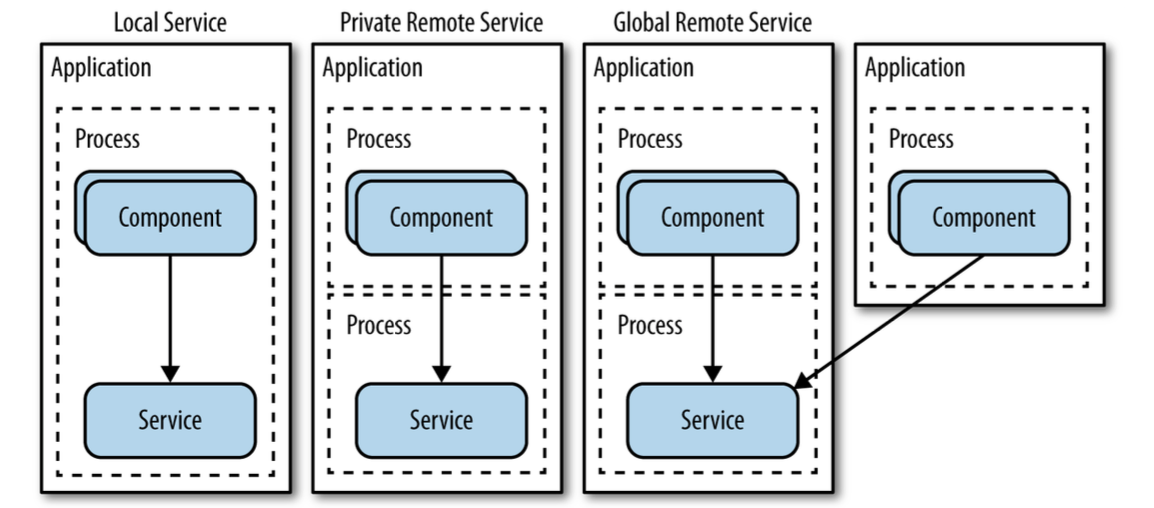 Local Service
Private Remote Service
Global Remote Service
Application
Application
Application
Application
Process
Process
Process
Process
Component
Component
Component
Component
Process
Process
Service
Service
Service